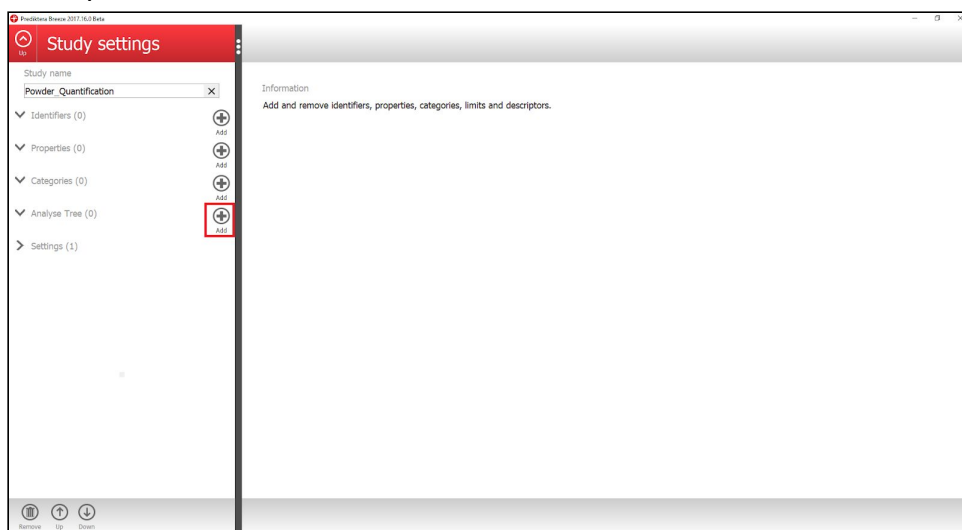 Prediktera Breeze 2017.16.0 Beta
Up
Study settings
Study name
Powder_Quantification
Identifiers (0)
Add
Properties (0)
Add
Categories (0)
Add
Analyse Tree (0)
Add
Settings (1)
Information
Add and remove identifiers, properties, categories, limits and descriptors.
Remove Up Down